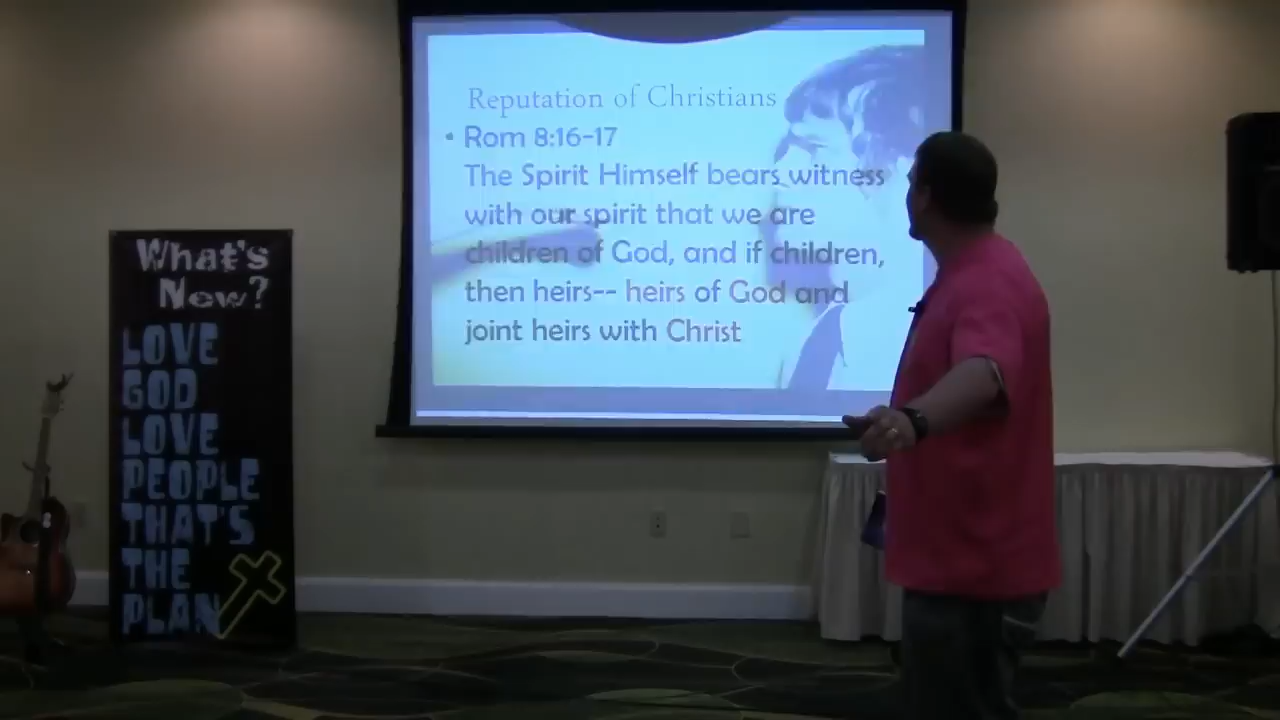 Reputation of Christians
• Rom 8:16-17
The Spirit Himself bears witness
with our spirit that we are
children of God, and if children,
then heirs-- heirs of God and
joint heirs with Christ
What's
New?
LOVE
GOD
LOVE
PEOPLE
THAT'S
THE
PLAN